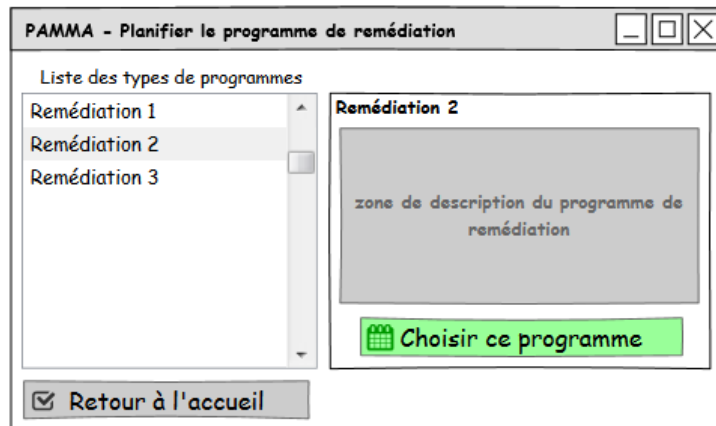 PAMMA - Planifier le programme de remédiation
Liste des types de programmes
Remédiation 1
Remédiation 2
Remédiation 3
Remédiation 2
zone de description du programme de
remédiation
Choisir ce programme
Retour à l'accueil